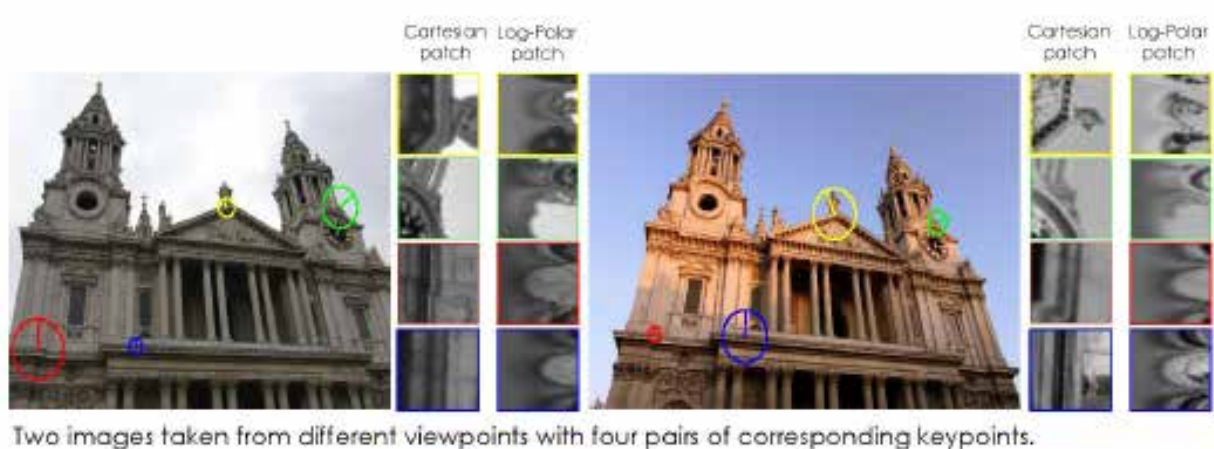 Cartesian patch Log-Polar patch Cartesian patch Log-Polar patch
Two images taken from different viewpoints with four pairs of corresponding keypoints.